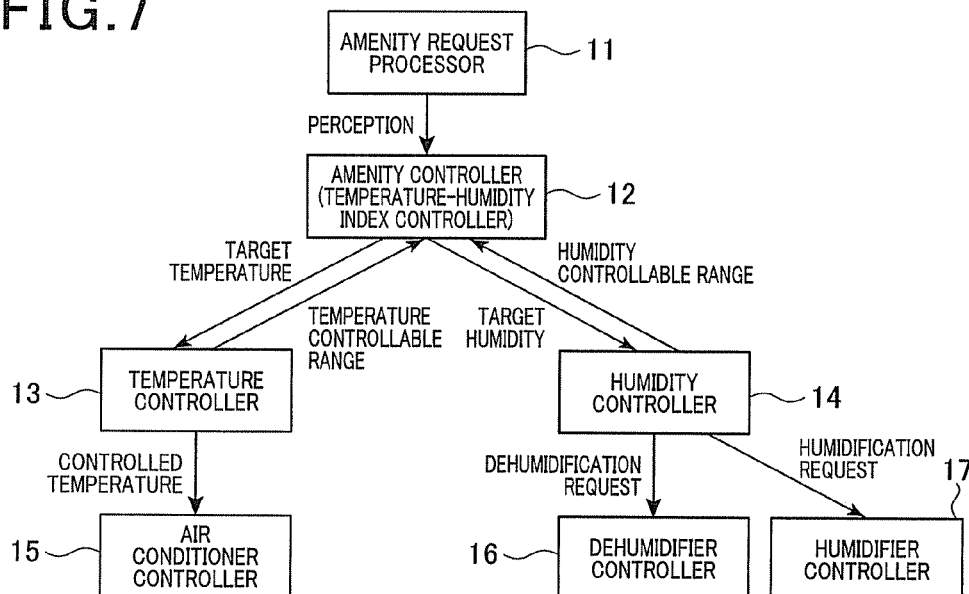 FIG.7
AMENITY REQUEST
PROCESSOR
11
PERCEPTION
AMENITY CONTROLLER
(TEMPERATURE-HUMIDITY
INDEX CONTROLLER)
12
TARGET
TEMPERATURE
HUMIDITY
CONTROLLABLE RANGE
TEMPERATURE
CONTROLLABLE
RANGE
TARGET
HUMIDITY
13
TEMPERATURE
CONTROLLER
HUMIDITY
CONTROLLER
14
CONTROLLED
TEMPERATURE
DEHUMIDIFICATION
REQUEST
HUMIDIFICATION
REQUEST
15
AIR
CONDITIONER
CONTROLLER
16
DEHUMIDIFIER
CONTROLLER
17
HUMIDIFIER
CONTROLLER